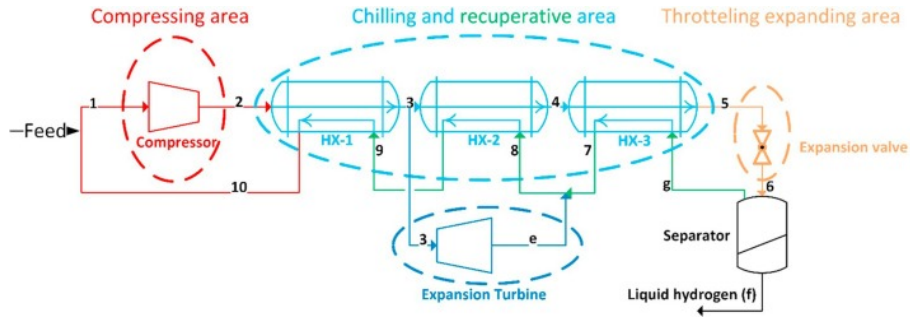 Compressing area
Chilling and recuperative area
Throtteling expanding area
1
2
3
4
5
Feed
Compressor
HX-1
9
HX-2
8
7
HX-3
Expansion valve
10
g
6
3
e
Separator
Expansion Turbine
Liquid hydrogen (f)